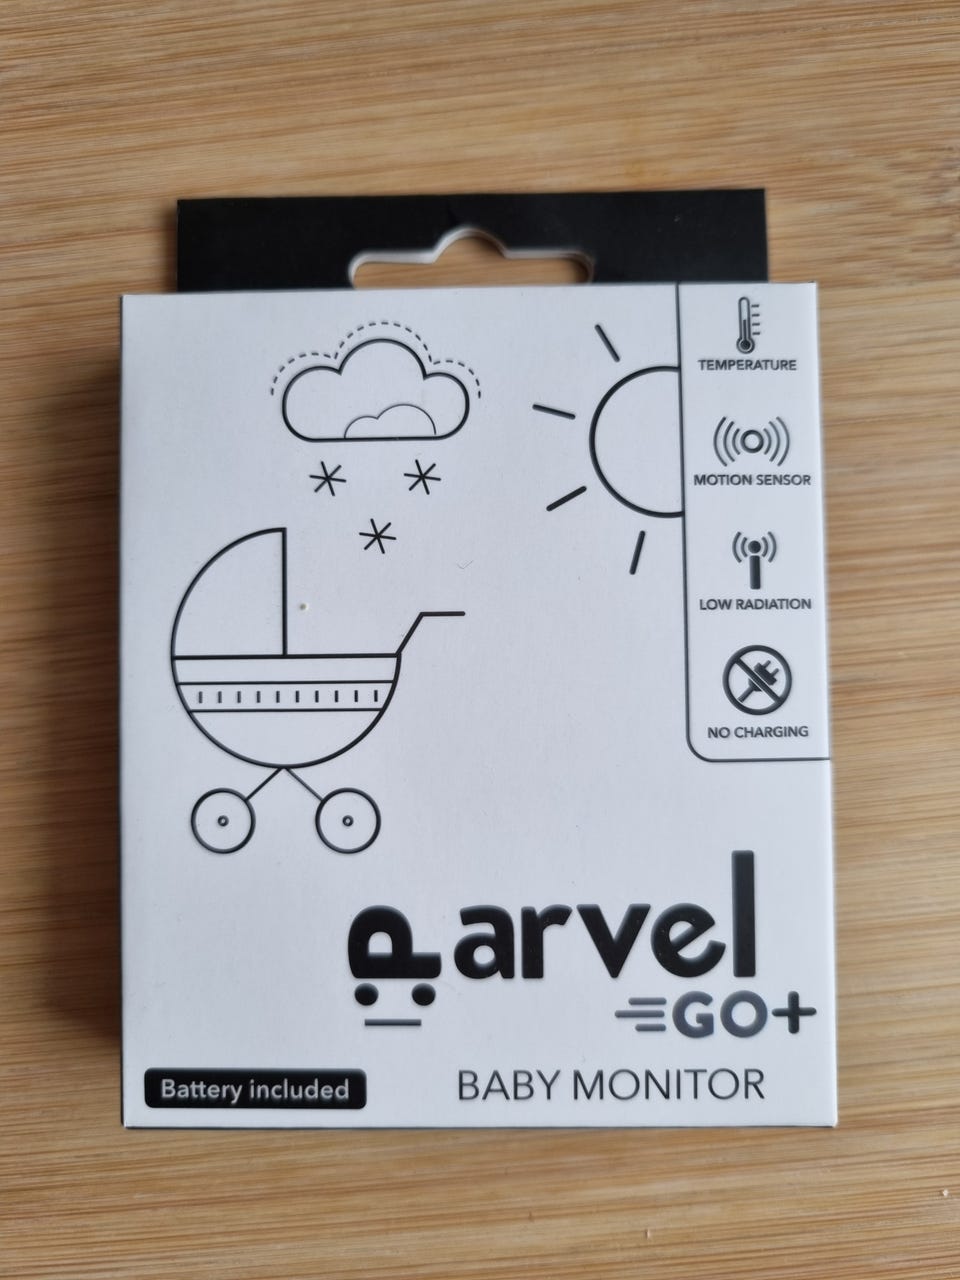 TEMPERATURE
MOTION SENSOR
LOW RADIATION
NO CHARGING
Parvel
GO+
Battery included
BABY MONITOR